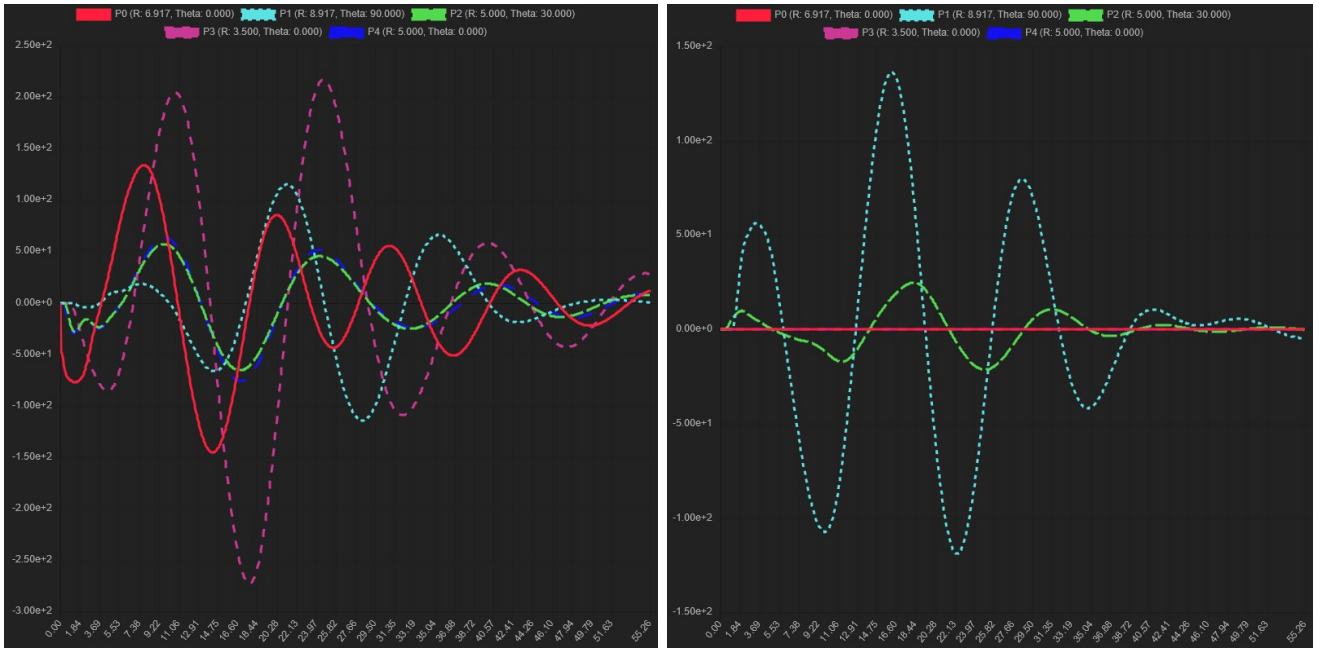 P0 (R: 6.917, Theta: 0.000) P1 (R: 8.917, Theta: 90.000) P2 (R: 5.000, Theta: 30.000)
P3 (R: 3.500, Theta: 0.000) P4 (R: 5.000, Theta: 0.000)
2.50e+2
2.00e+2
1.50e+2
1.00e+2
5.00e+1
0.00e+0
-5.00e+1
-1.00e+2
-1.50e+2
-2.00e+2
-2.50e+2
-3.00e+2
0.00 1.84 3.69 5.53 7.38 9.22 11.06 12.91 14.75 16.60 18.44 20.28 22.13 23.97 25.82 27.66 29.50 31.35 33.19 35.04 36.88 38.72 40.57 42.41 44.26 46.10 47.94 49.79 51.63 55.26
P0 (R: 6.917, Theta: 0.000) P1 (R: 8.917, Theta: 90.000) P2 (R: 5.000, Theta: 30.000)
P3 (R: 3.500, Theta: 0.000) P4 (R: 5.000, Theta: 0.000)
1.50e+2
1.00e+2
5.00e+1
0.00e+0
-5.00e+1
-1.00e+2
-1.50e+2
0.00 1.84 3.69 5.53 7.38 9.22 11.06 12.91 14.75 16.60 18.44 20.28 22.13 23.97 25.82 27.66 29.50 31.35 33.19 35.04 36.88 38.72 40.57 42.41 44.26 46.10 47.94 49.79 51.63 55.26